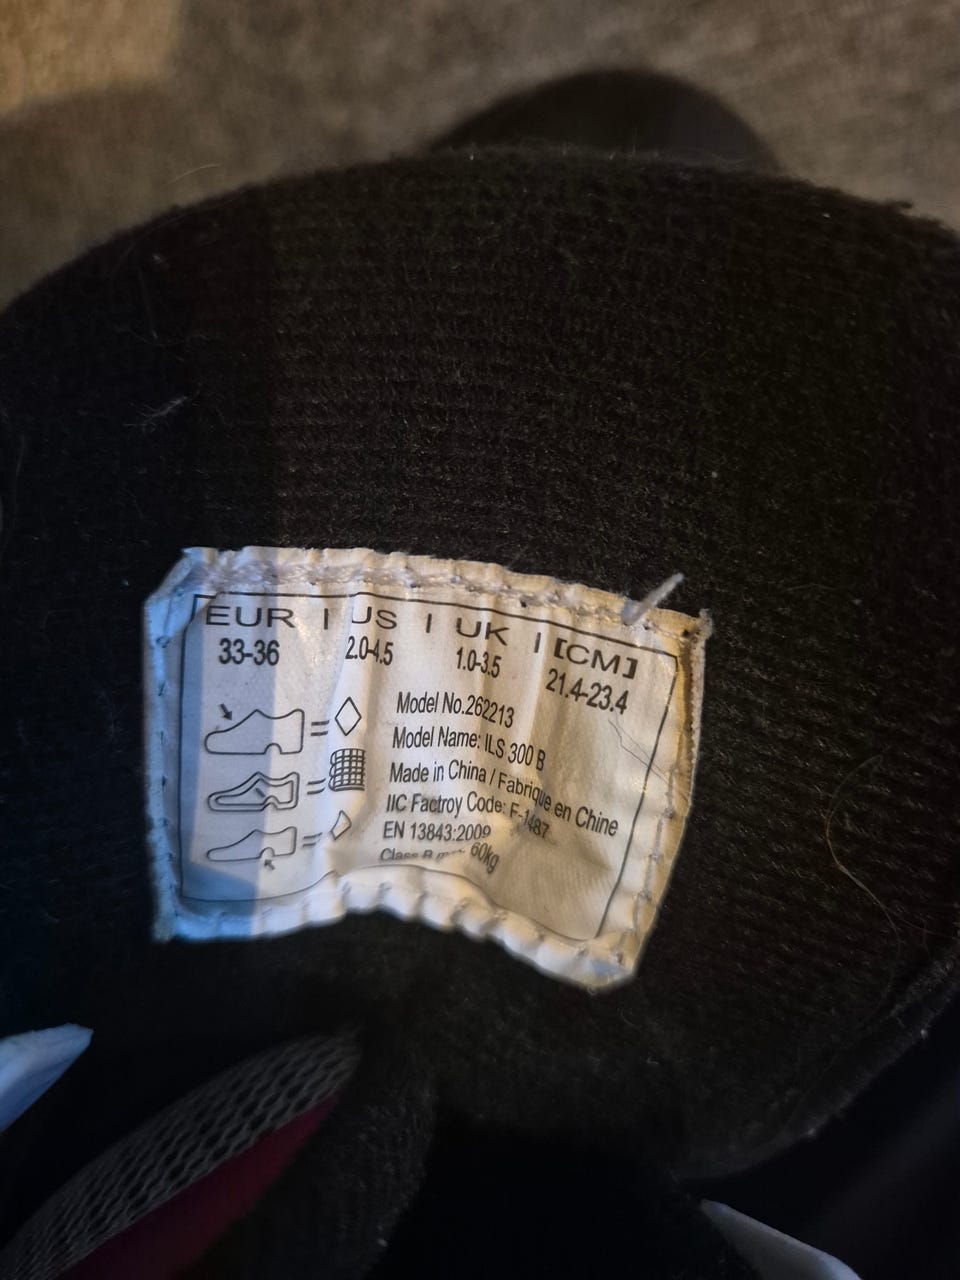 EUR | US | UK | [CM]
33-36 2.0-4.5 1.0-3.5 21.4-23.4
Model No.262213
Model Name: ILS 300 B
Made in China / Fabrique en Chine
IIC Factroy Code: F-1487
EN 13843:2009
Class B max 60kg